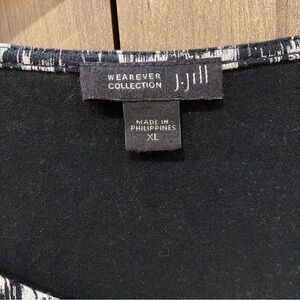 WEAREVER
COLLECTION
J.Jill
MADE IN
PHILIPPINES
XL